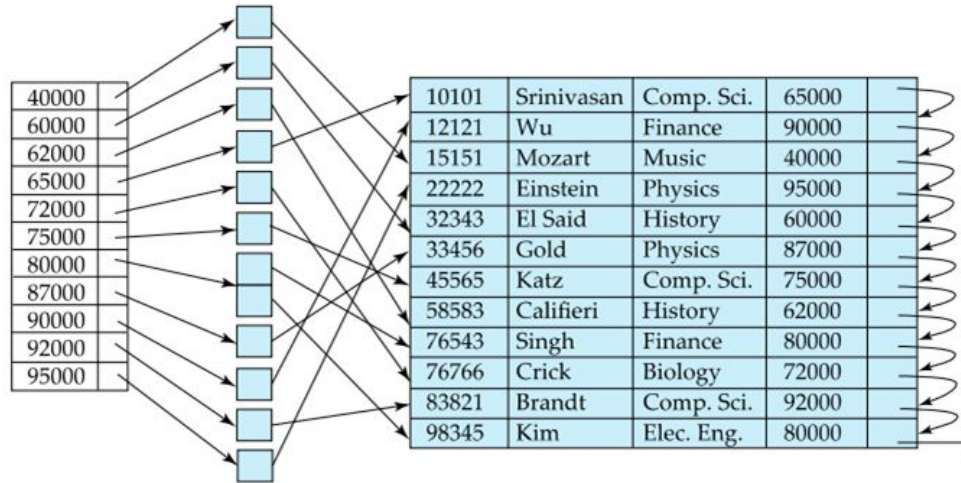 40000
60000
62000
65000
72000
75000
80000
87000
90000
92000
95000
10101 Srinivasan Comp. Sci. 65000
12121 Wu Finance 90000
15151 Mozart Music 40000
22222 Einstein Physics 95000
32343 El Said History 60000
33456 Gold Physics 87000
45565 Katz Comp. Sci. 75000
58583 Califieri History 62000
76543 Singh Finance 80000
76766 Crick Biology 72000
83821 Brandt Comp. Sci. 92000
98345 Kim Elec. Eng. 80000